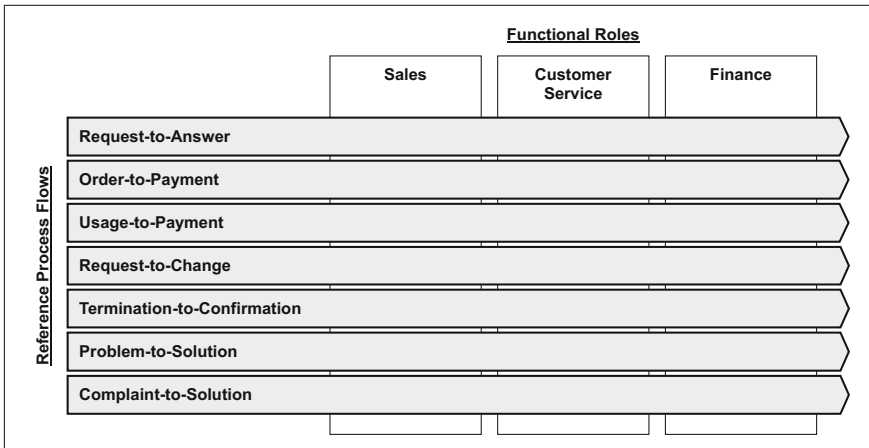 Functional Roles
Sales
Customer
Service
Finance
Reference Process Flows
Request-to-Answer
Order-to-Payment
Usage-to-Payment
Request-to-Change
Termination-to-Confirmation
Problem-to-Solution
Complaint-to-Solution